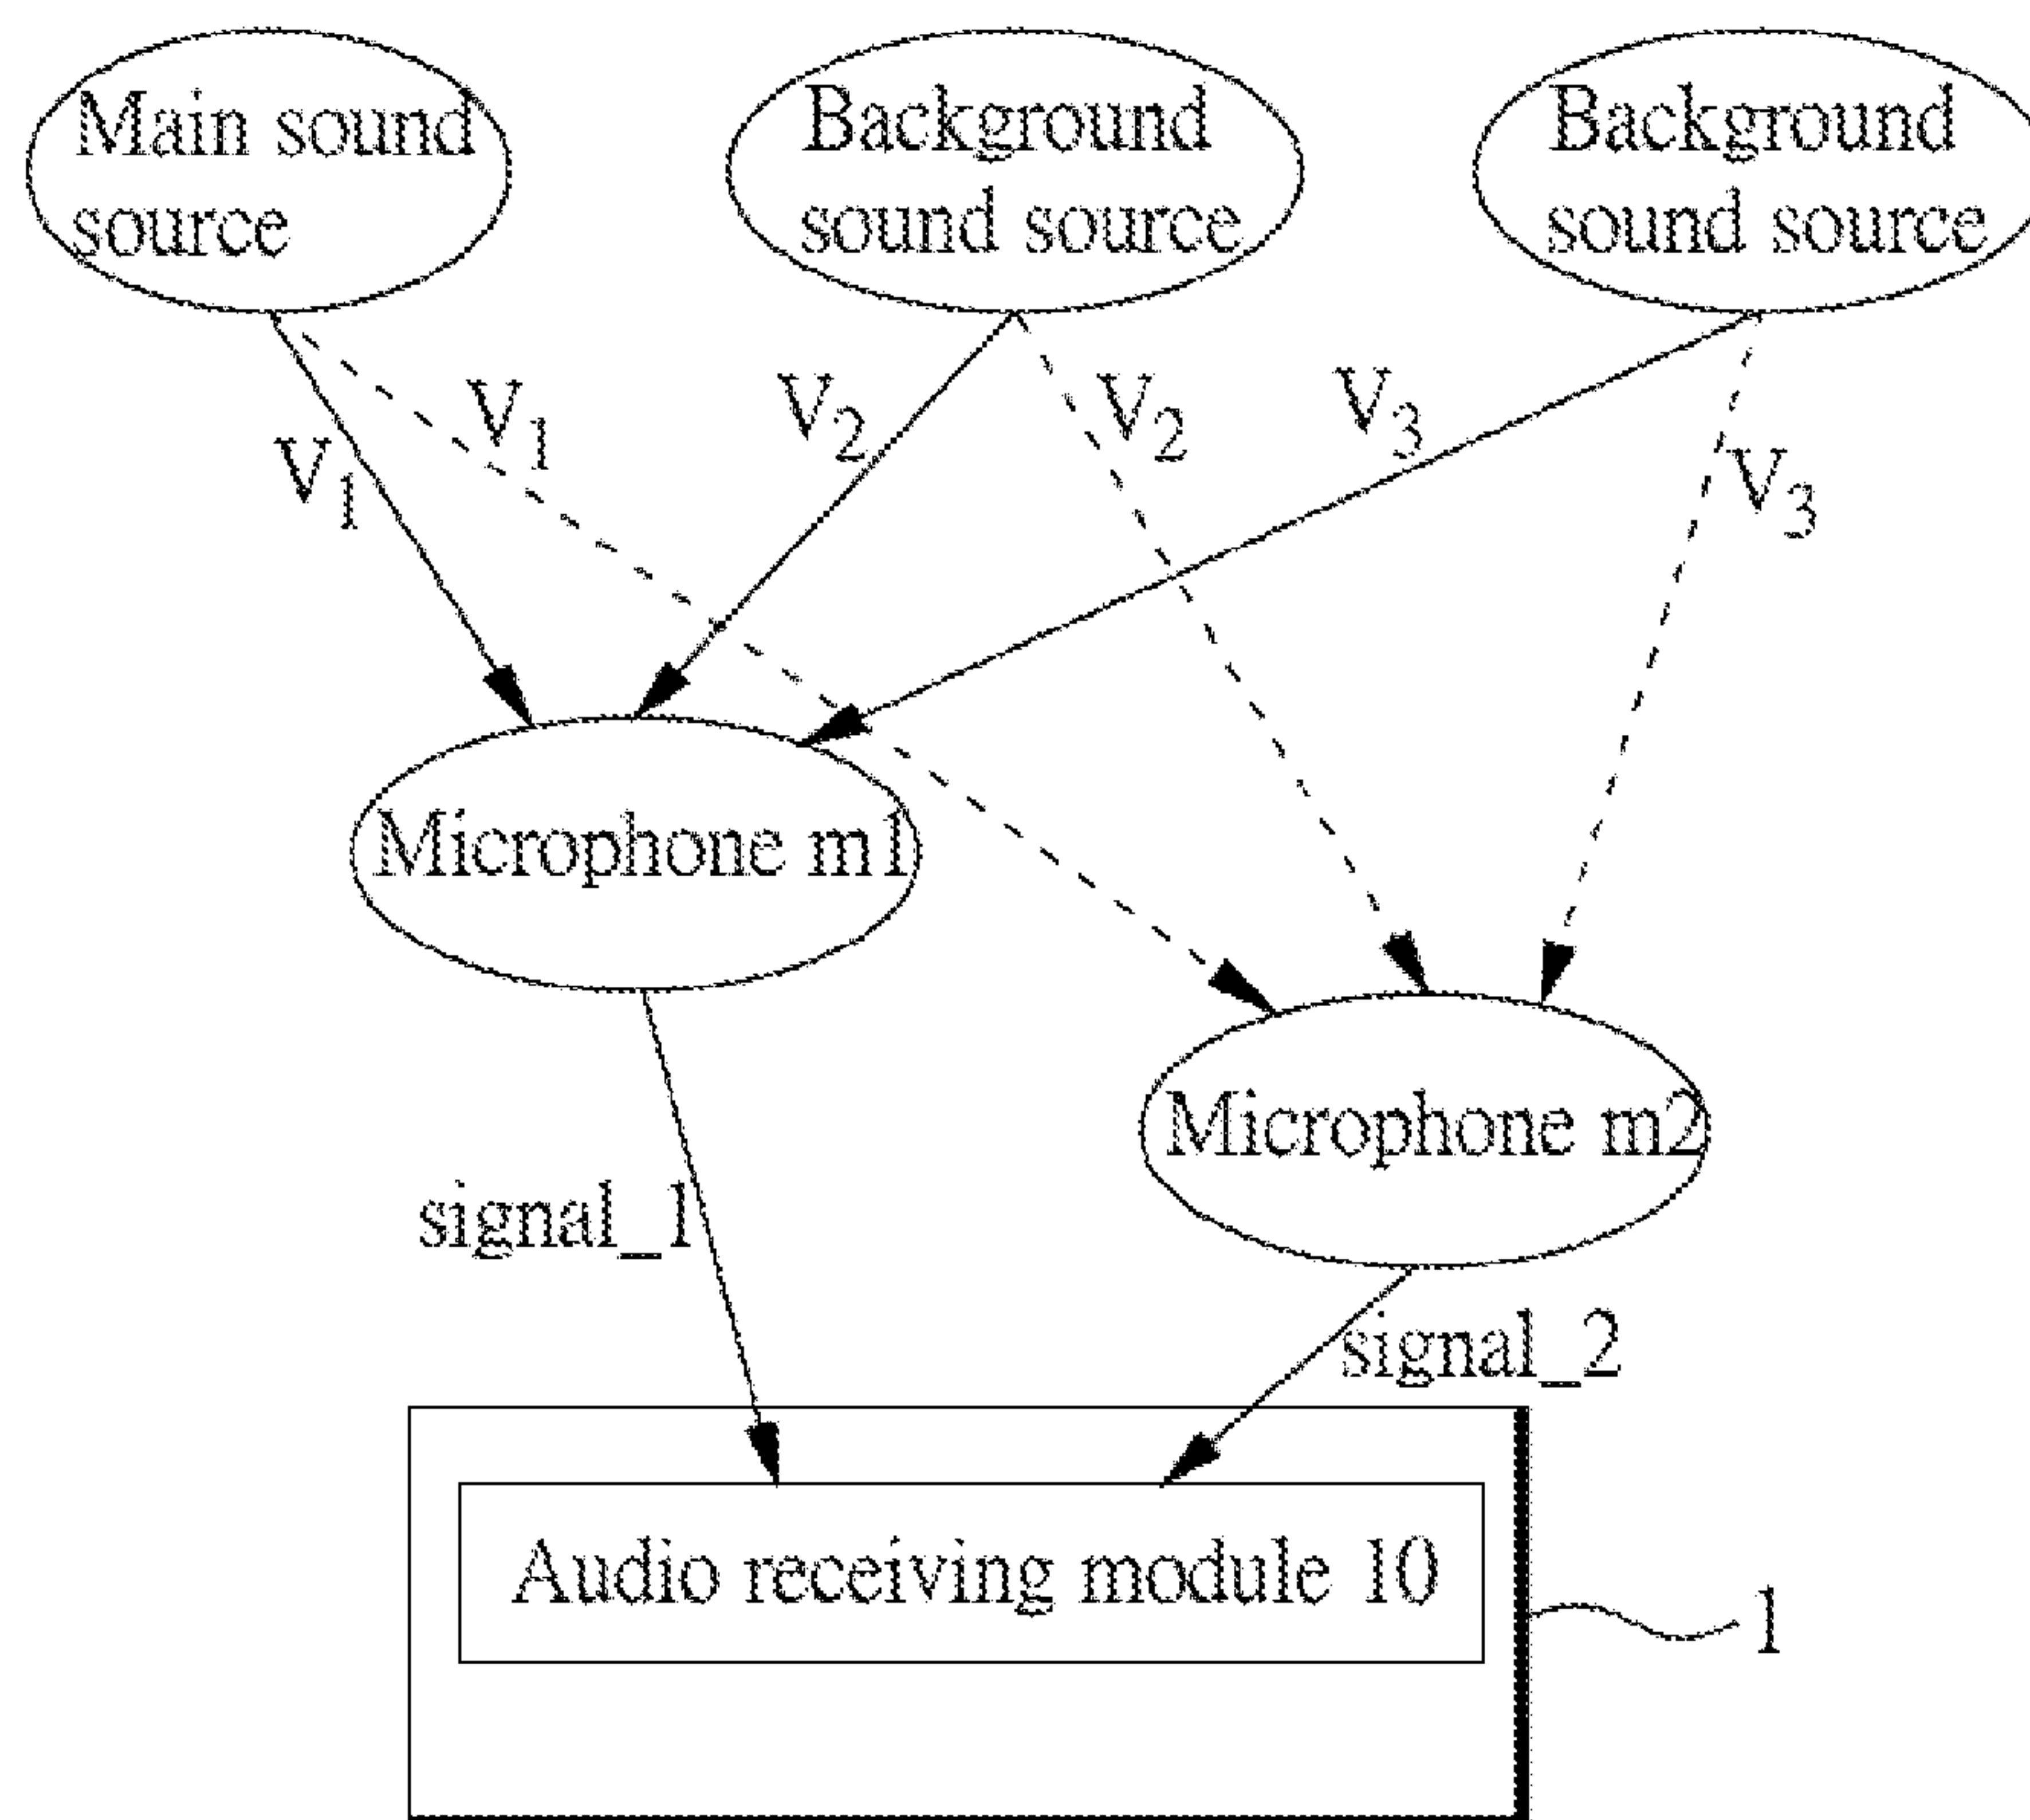 Main sound
source
Background
sound source
Background
sound source
V1
V1
V2
V2
V3
V3
Microphone m1
Microphone m2
signal_1
signal_2
Audio receiving module 10
1